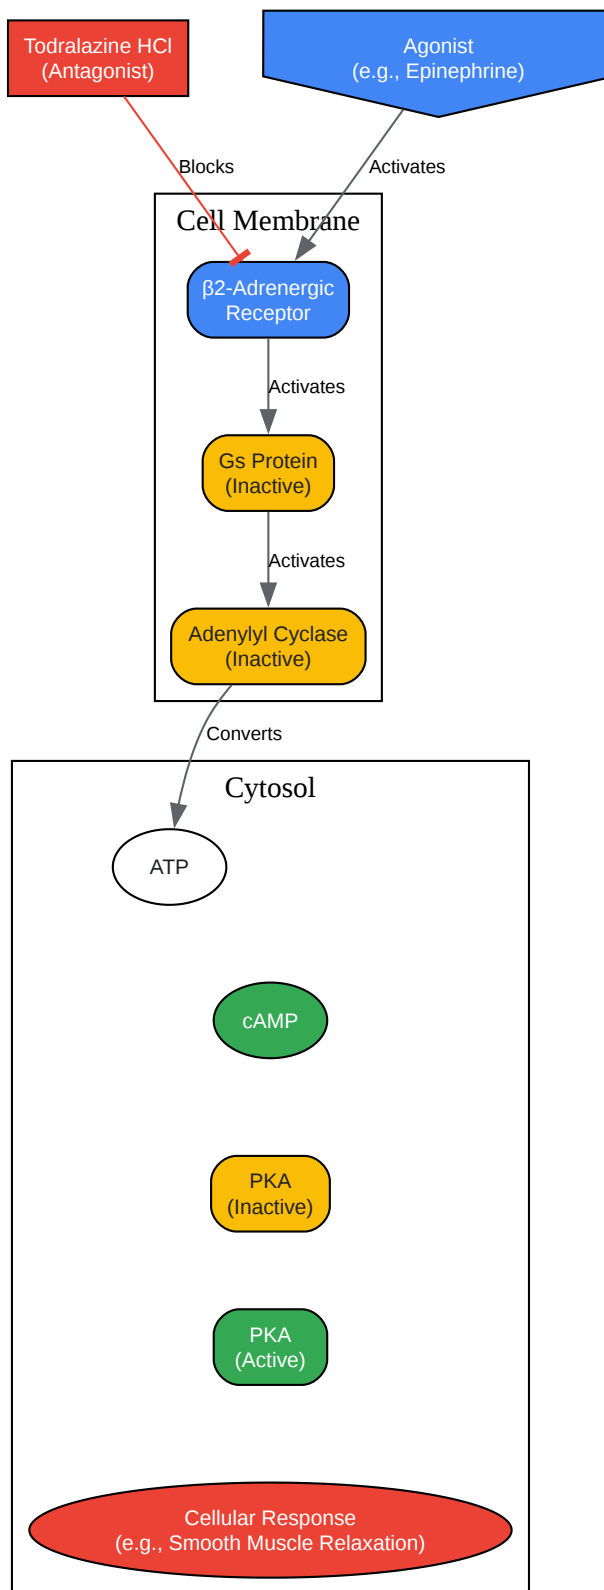 Todralazine HCl
(Antagonist)
Agonist
(e.g., Epinephrine)
Blocks
Activates
Cell Membrane
β2-Adrenergic
Receptor
Activates
Gs Protein
(Inactive)
Activates
Adenylyl Cyclase
(Inactive)
Converts
Cytosol
ATP
cAMP
PKA
(Inactive)
PKA
(Active)
Cellular Response
(e.g., Smooth Muscle Relaxation)